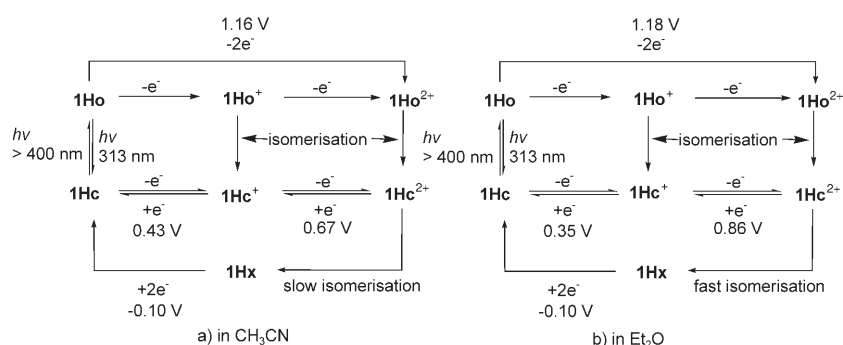 1.16 V
-2e⁻
1Ho
-e⁻
1Ho⁺
-e⁻
1Ho²⁺
hν
> 400 nm
hν
313 nm
isomerisation
1Hc
-e⁻
+e⁻
0.43 V
1Hc⁺
-e⁻
+e⁻
0.67 V
1Hc²⁺
1Hx
slow isomerisation
+2e⁻
-0.10 V
a) in CH₃CN
1.18 V
-2e⁻
1Ho
-e⁻
1Ho⁺
-e⁻
1Ho²⁺
hν
> 400 nm
hν
313 nm
isomerisation
1Hc
-e⁻
+e⁻
0.35 V
1Hc⁺
-e⁻
+e⁻
0.86 V
1Hc²⁺
1Hx
fast isomerisation
+2e⁻
-0.10 V
b) in Et₂O